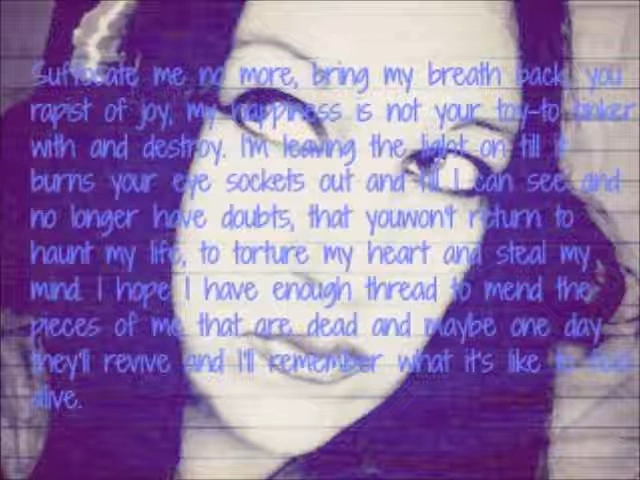 Suffocate me no more, bring my breath back, you
rapist of joy, my happiness is not your toy-to tinker
with and destroy. I'm leaving the light on till it
burns your eye sockets out and till I can see and
no longer have doubts, that youwon't return to
haunt my life, to torture my heart and steal my
mind. I hope I have enough thread to mend the
pieces of me that are dead and maybe one day
they'll revive and I'll remember what it's like to feel
alive.